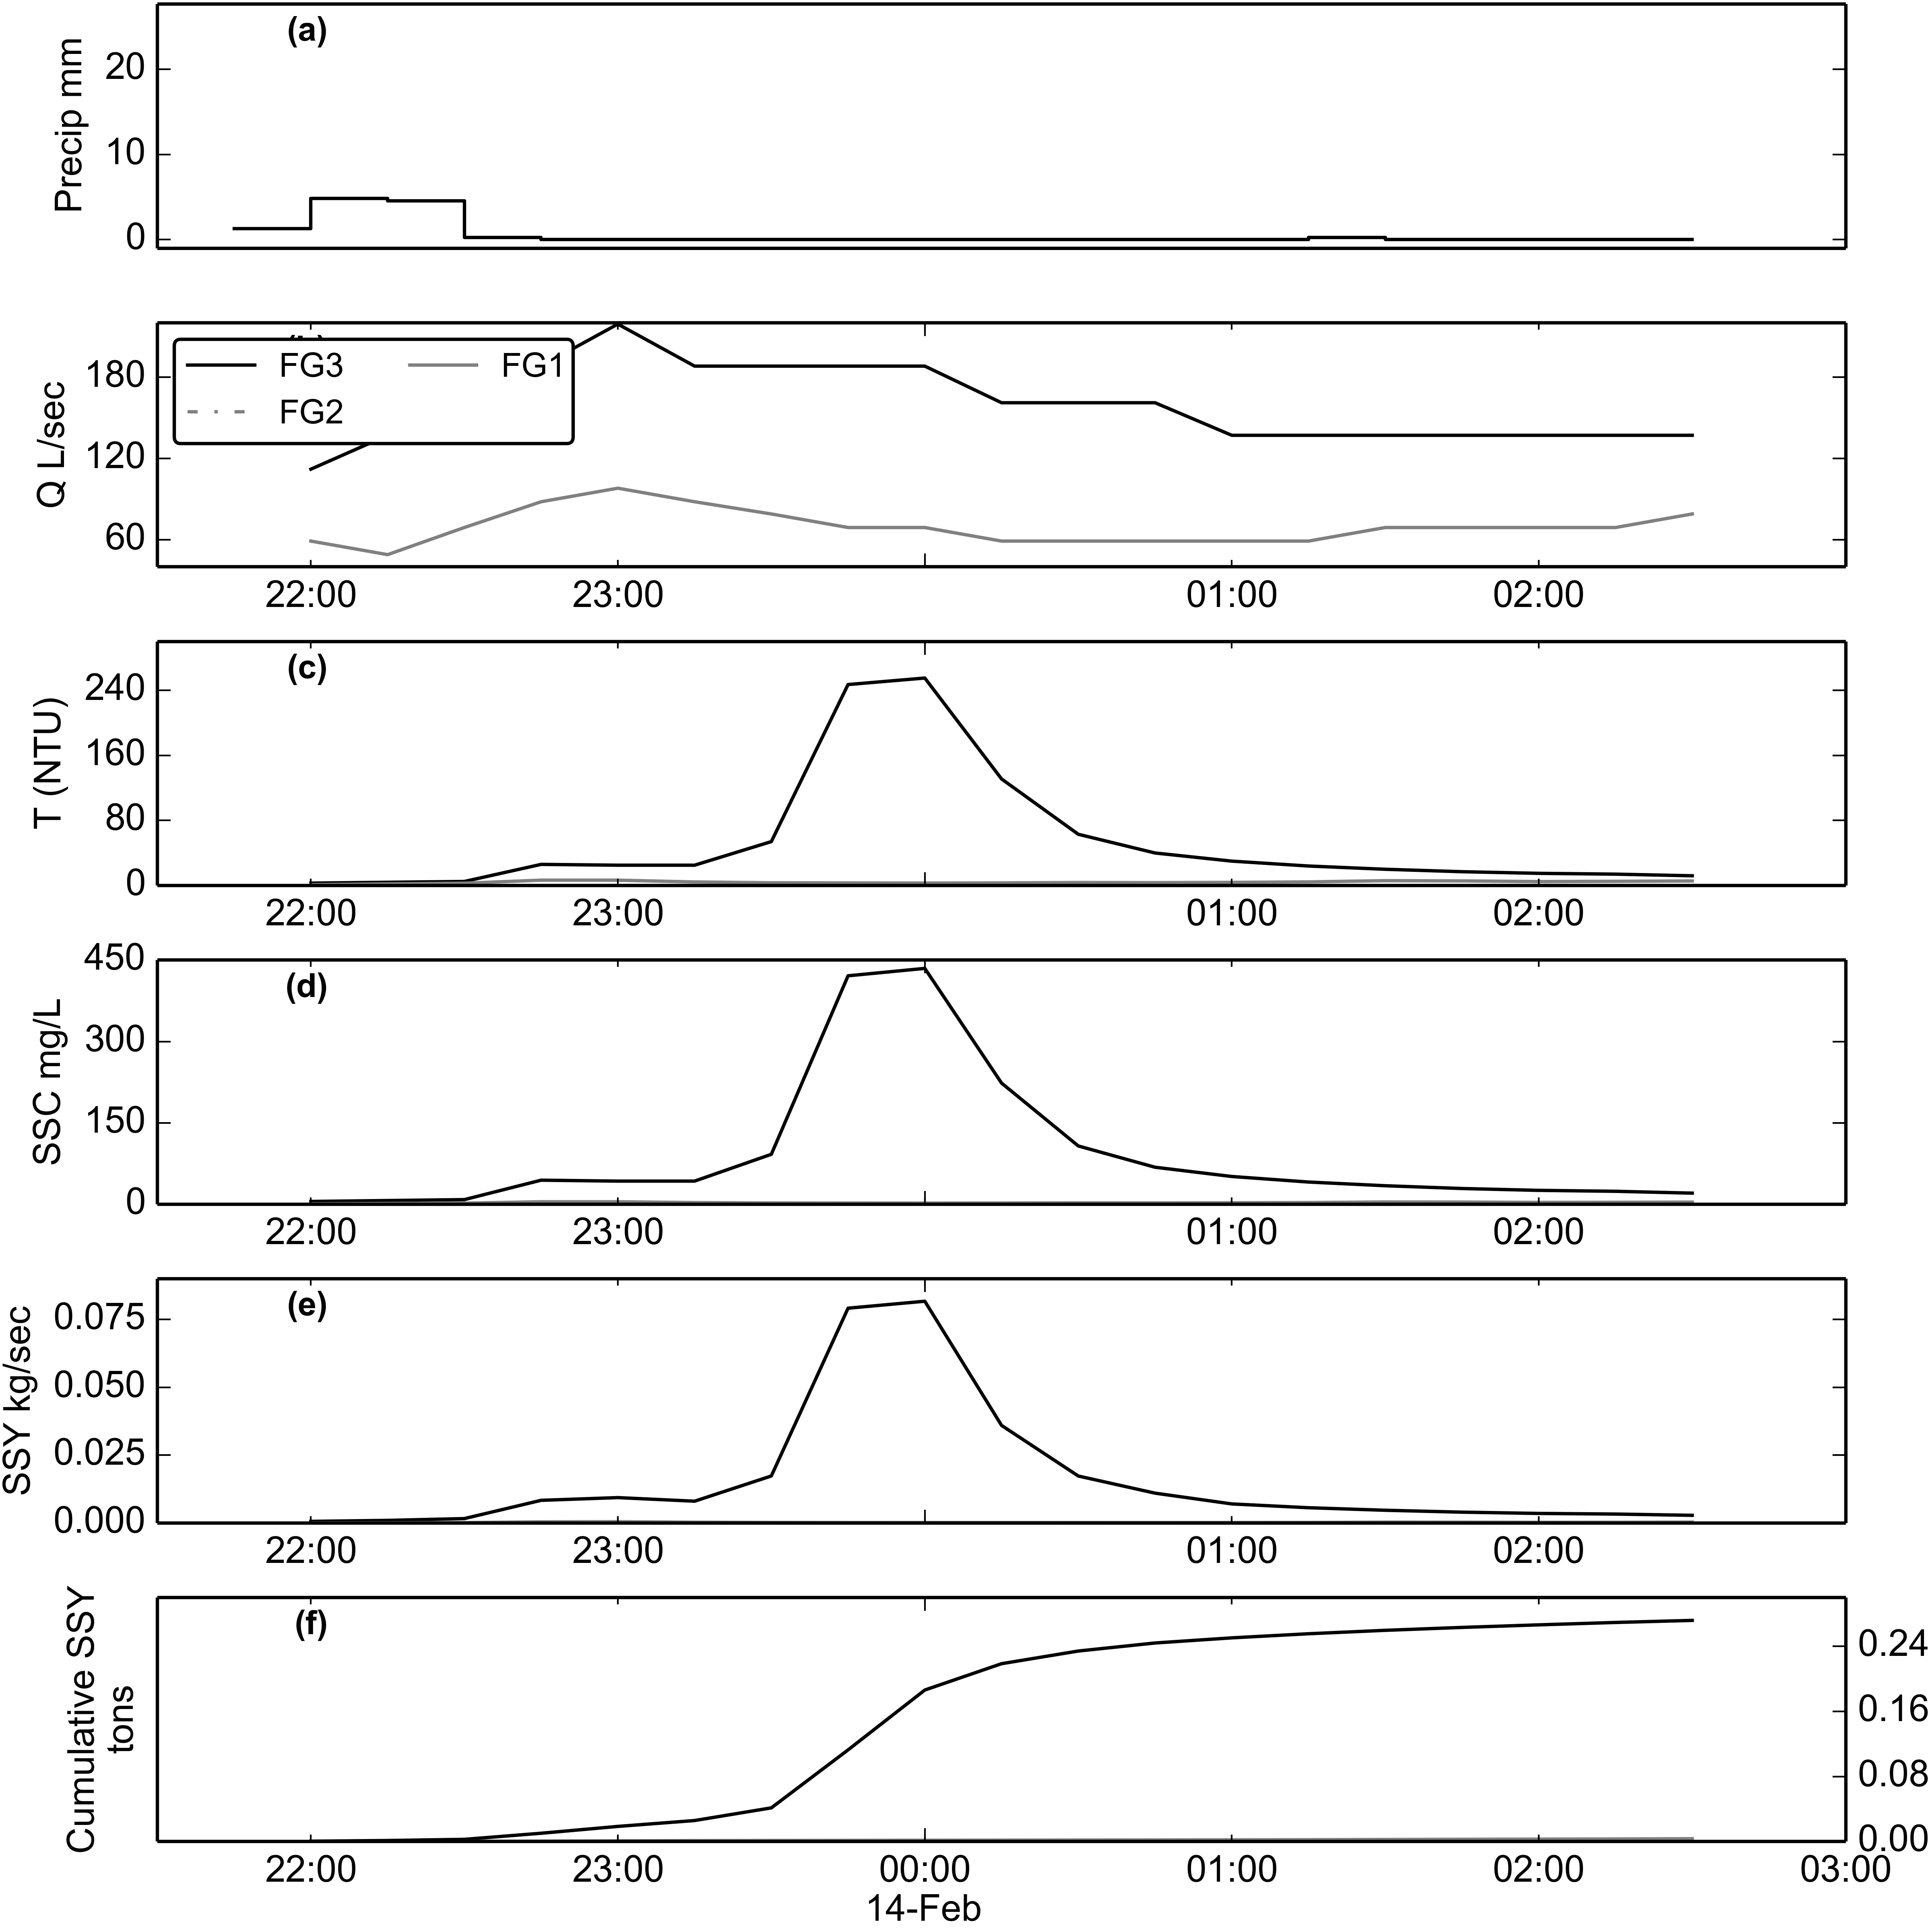 (a)
Precip mm
20
10
0
FG3 FG1
FG2
Q L/sec
180
120
60
22:00 23:00 01:00 02:00
(c)
T (NTU)
240
160
80
0
22:00 23:00 01:00 02:00
(d)
SSC mg/L
450
300
150
0
22:00 23:00 01:00 02:00
(e)
SSY kg/sec
0.075
0.050
0.025
0.000
22:00 23:00 01:00 02:00
(f)
Cumulative SSY
tons
0.24
0.16
0.08
0.00
22:00 23:00 00:00 01:00 02:00 03:00
14-Feb